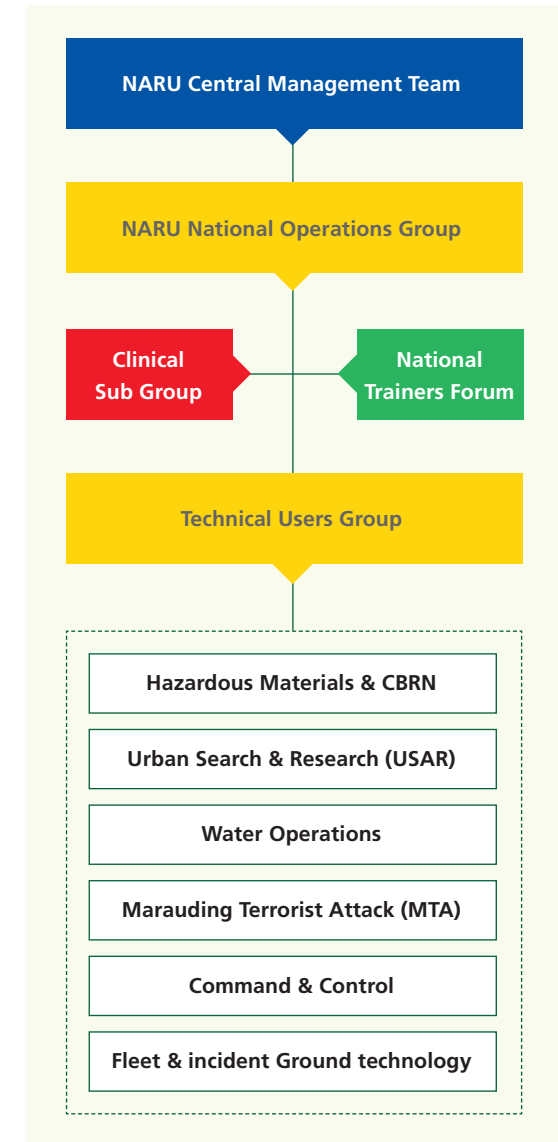 NARU Central Management Team
NARU National Operations Group
Clinical
Sub Group
National
Trainers Forum
Technical Users Group
Hazardous Materials & CBRN
Urban Search & Research (USAR)
Water Operations
Marauding Terrorist Attack (MTA)
Command & Control
Fleet & incident Ground technology